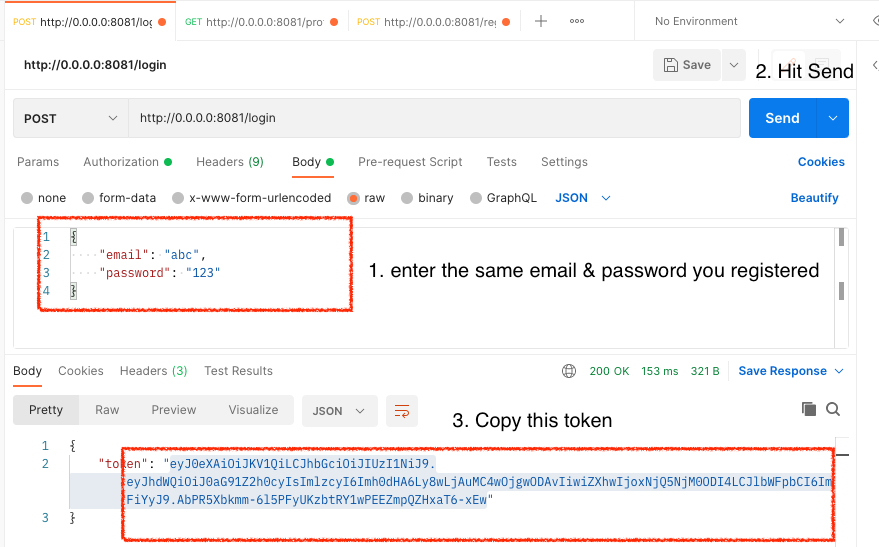 POST http://0.0.0.0:8081/log GET http://0.0.0.0:8081/pro POST http://0.0.0.0:8081/reg No Environment
http://0.0.0.0:8081/login Save
2. Hit Send
POST http://0.0.0.0:8081/login Send
Params Authorization Headers (9) Body Pre-request Script Tests Settings Cookies
none form-data x-www-form-urlencoded raw binary GraphQL JSON Beautify
1 {
2 "email": "abc",
3 "password": "123"
4 }
1. enter the same email & password you registered
Body Cookies Headers (3) Test Results 200 OK 153 ms 321 B Save Response
Pretty Raw Preview Visualize JSON
3. Copy this token
1 {
2 "token": "eyJ0eXAiOiJKV1QiLCJhbGciOiJIUzI1NiJ9.
eyJhdWQiOiJ0aG91Z2h0cyIsImlzcyI6Imh0dHA6Ly8wLjAuMC4wOjgwODAvIiwiZXhwIjoxNjQ5NjM0ODI4LCJlbWFpbCI6Im
FiYyJ9.AbPR5Xbkmm-6l5PFyUKzbtRY1wPEEZmpQZHxaT6-xEw"
3 }